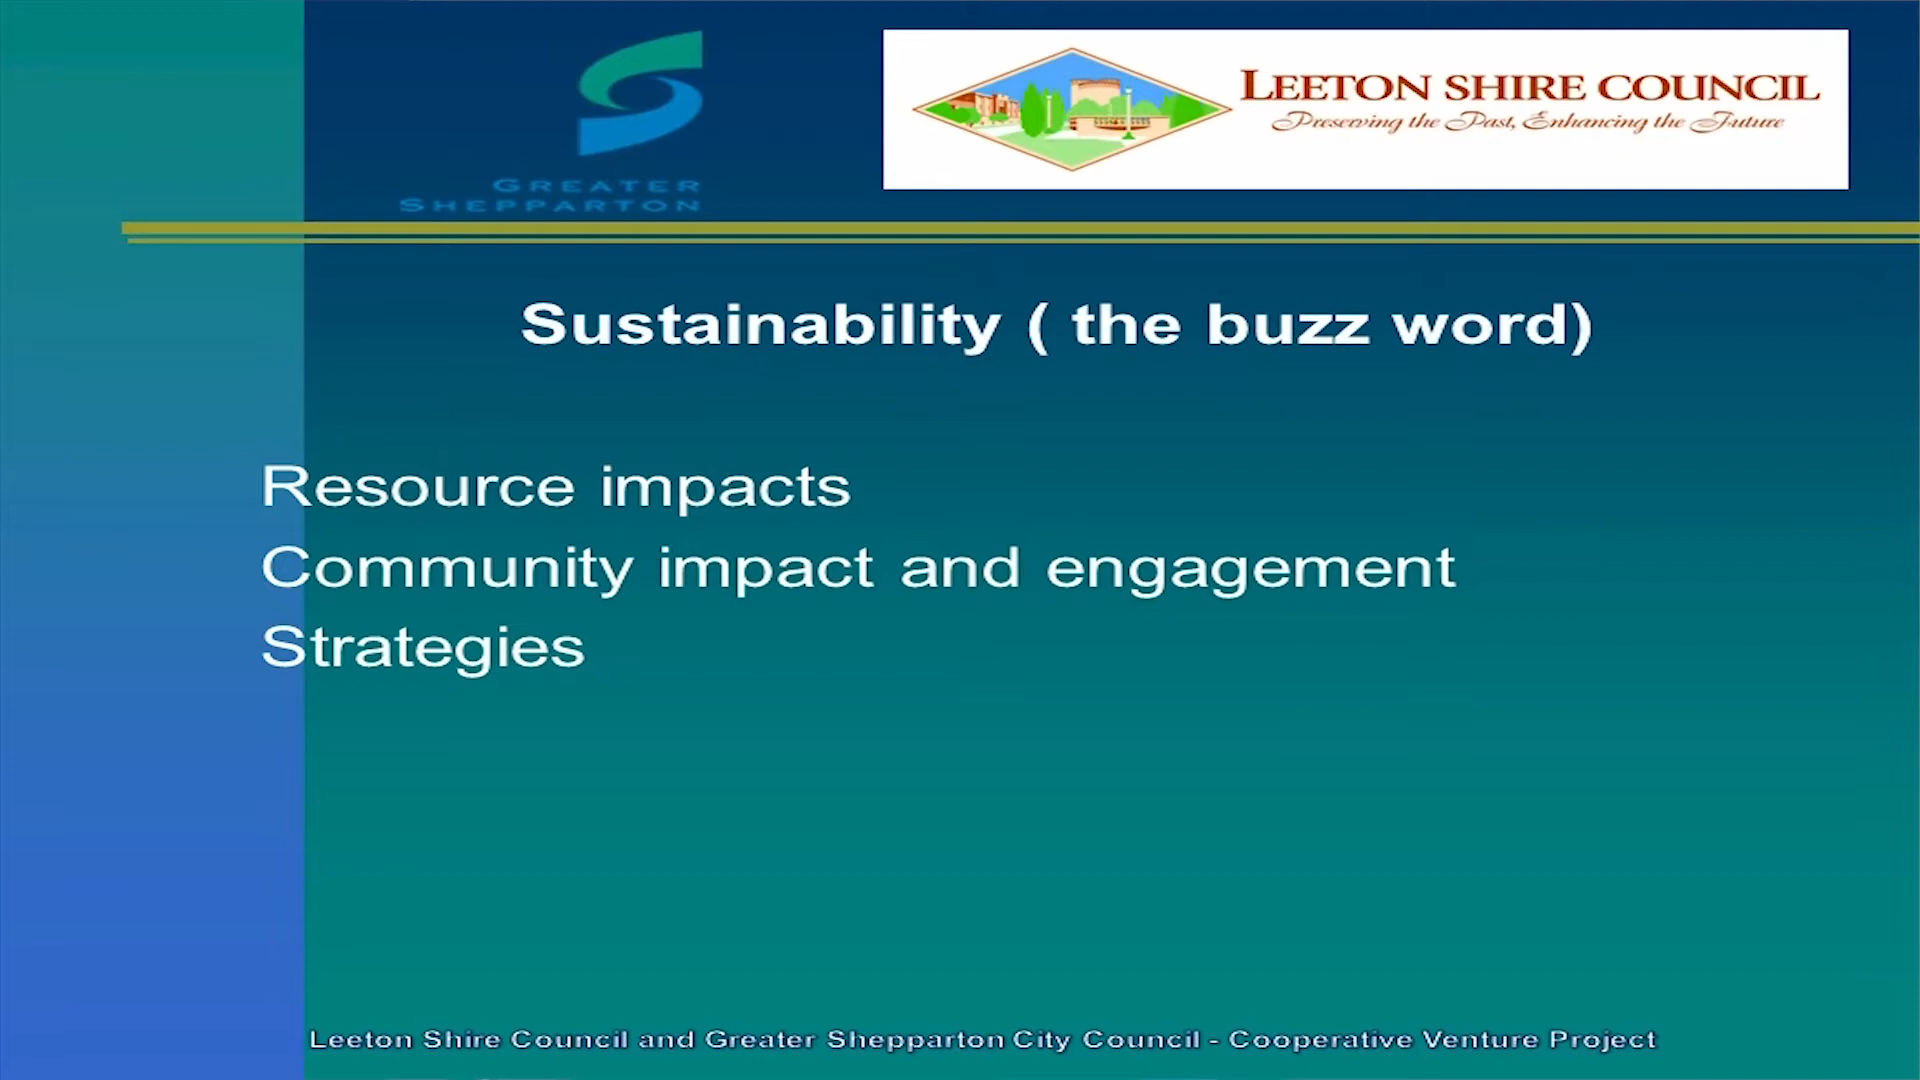 GREATER
SHEPPARTON
LEETON SHIRE COUNCIL
Preserving the Past, Enhancing the Future
Sustainability ( the buzz word)
Resource impacts
Community impact and engagement
Strategies
Leeton Shire Council and Greater Shepparton City Council - Cooperative Venture Project